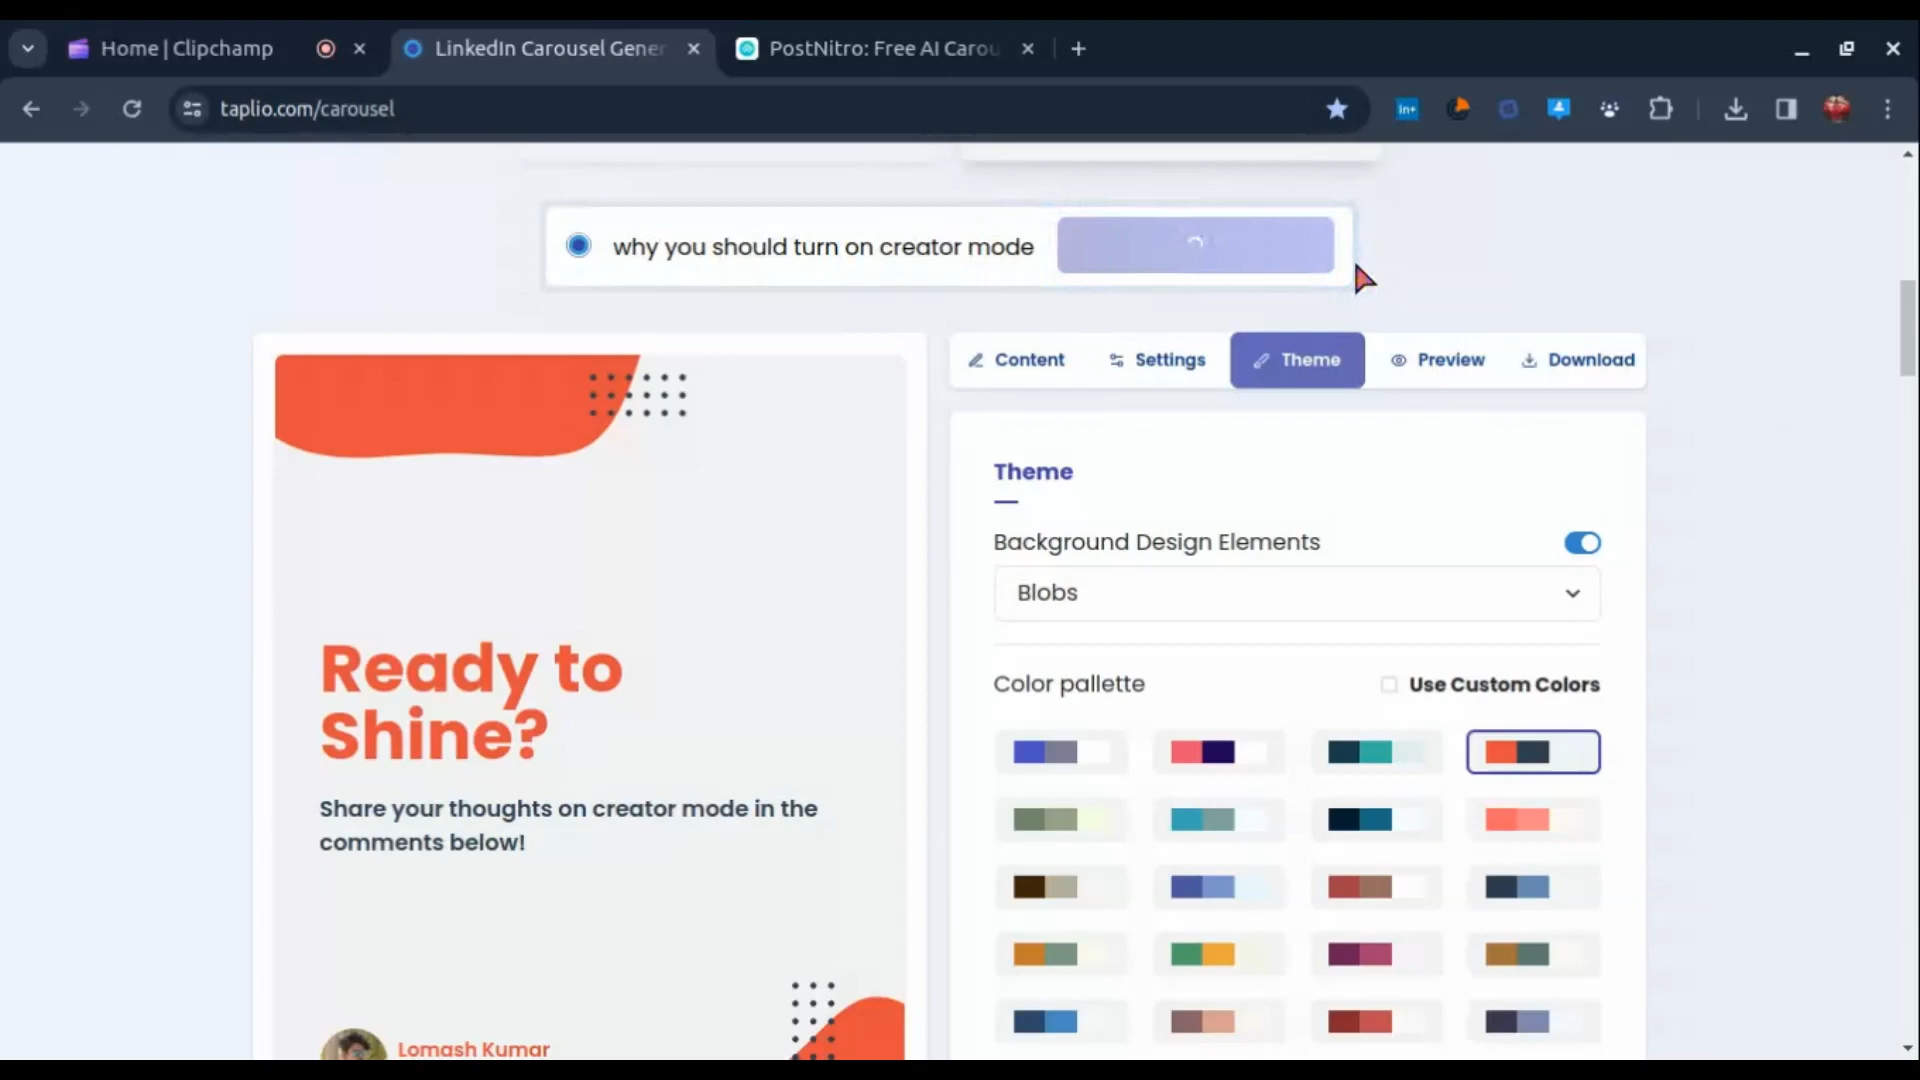 Home | Clipchamp
LinkedIn Carousel Gener
PostNitro: Free AI Carou
taplio.com/carousel
in+
why you should turn on creator mode
Content
Settings
Theme
Preview
Download
Ready to
Shine?
Share your thoughts on creator mode in the
comments below!
Lomash Kumar
Theme
Background Design Elements
Blobs
Color pallette
Use Custom Colors